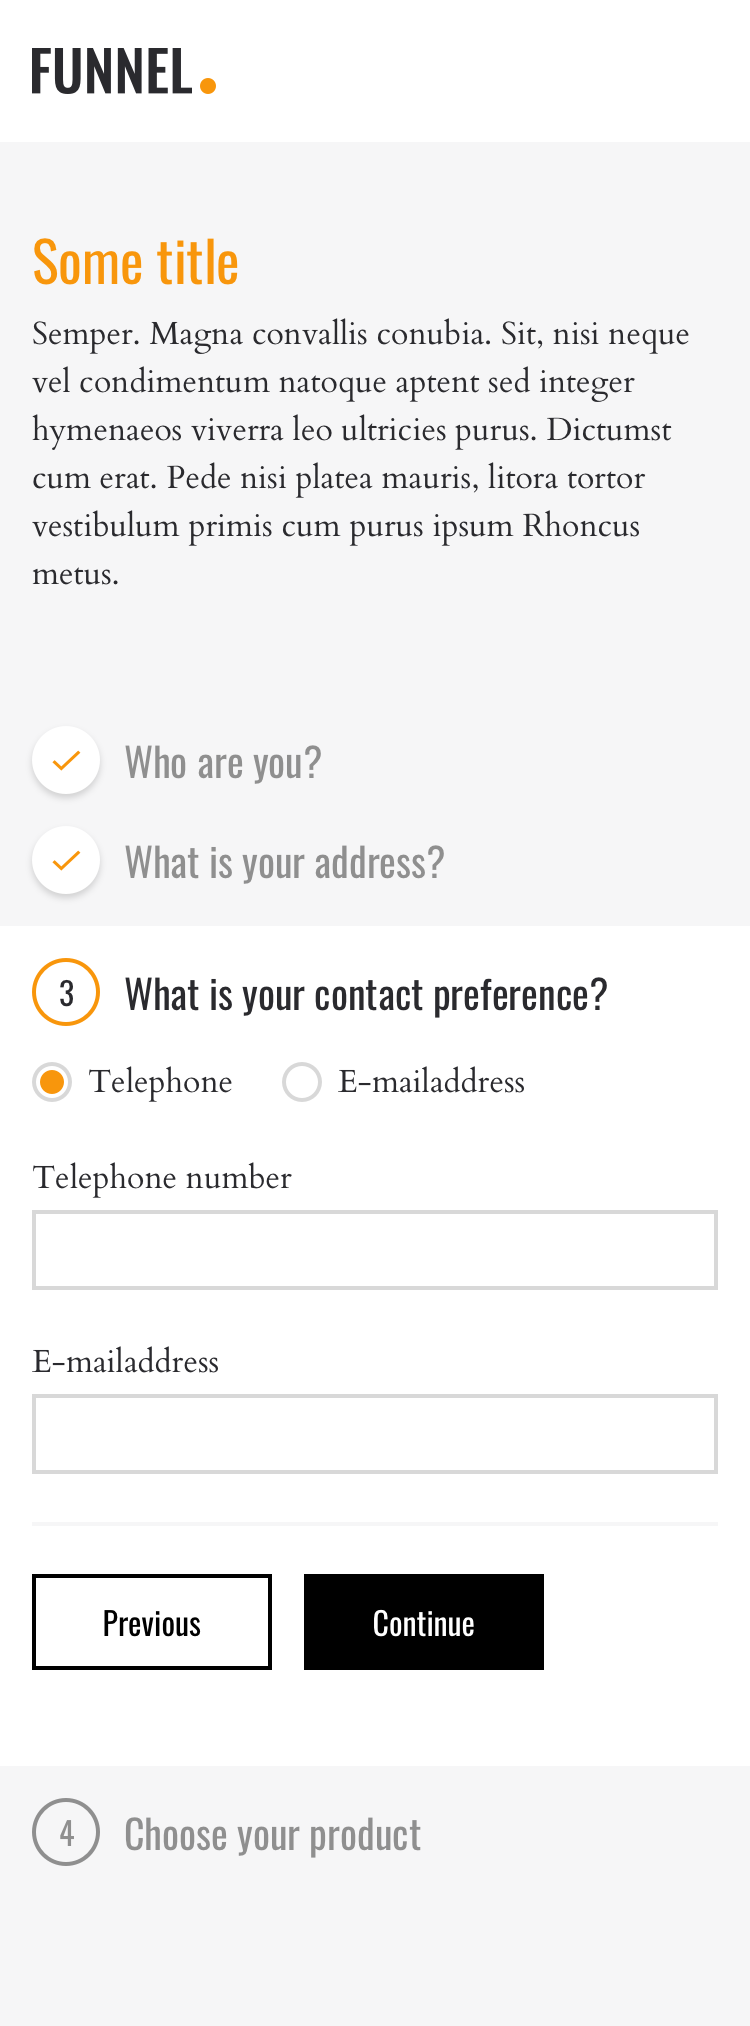 FUNNEL.
Some title
Semper. Magna convallis conubia. Sit, nisi neque
vel condimentum natoque aptent sed integer
hymenaeos viverra leo ultricies purus. Dictumst
cum erat. Pede nisi platea mauris, litora tortor
vestibulum primis cum purus ipsum Rhoncus
metus.
Who are you?
What is your address?
3 What is your contact preference?
Telephone E-mailaddress
Telephone number
E-mailaddress
Previous Continue
4 Choose your product